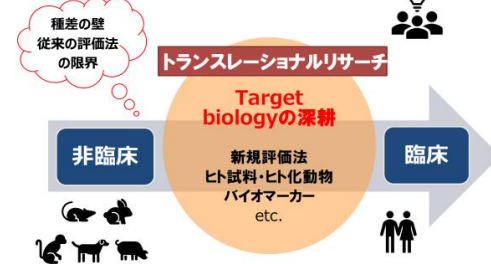 種差の壁
従来の評価法
の限界
トランスレーショナルリサーチ
Target
biologyの深耕
非臨床
新規評価法
ヒト試料・ヒト化動物
バイオマーカー
etc.
臨床